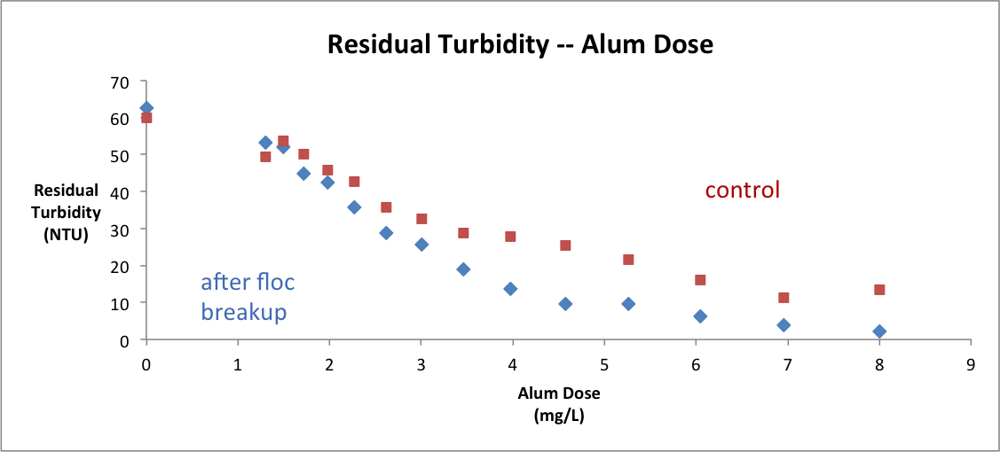 Residual Turbidity -- Alum Dose
70
60
50
40
30
20
10
0
Residual
Turbidity
(NTU)
control
after floc
breakup
0 1 2 3 4 5 6 7 8 9
Alum Dose
(mg/L)